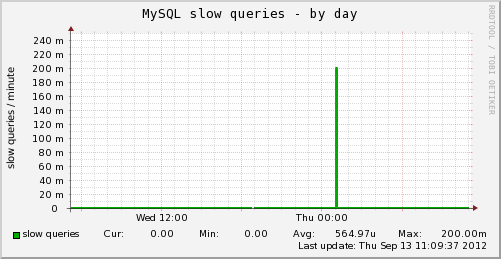 MySQL slow queries - by day
RRDTOOL / TOBI OETIKER
slow queries / minute
240 m
220 m
200 m
180 m
160 m
140 m
120 m
100 m
80 m
60 m
40 m
20 m
0
Wed 12:00 Thu 00:00
slow queries Cur: 0.00 Min: 0.00 Avg: 564.97u Max: 200.00m
Last update: Thu Sep 13 11:09:37 2012